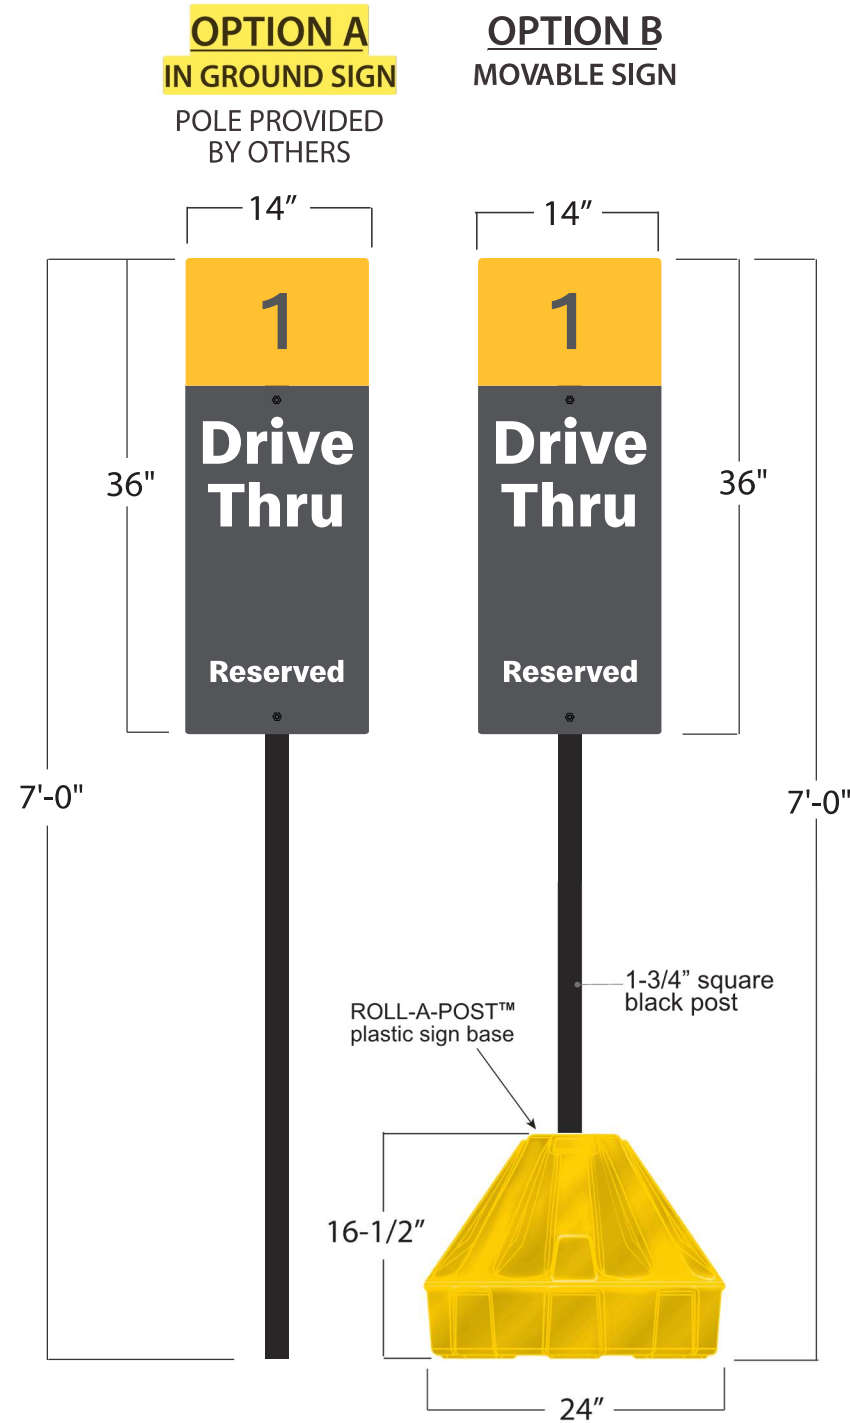 OPTION A
IN GROUND SIGN
POLE PROVIDED
BY OTHERS
OPTION B
MOVABLE SIGN
14”
14”
1
Drive
Thru
Reserved
1
Drive
Thru
Reserved
36"
36"
7'-0"
7'-0"
1-3/4” square
black post
ROLL-A-POST™
plastic sign base
16-1/2”
24”